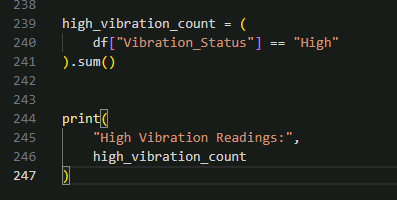 238
239 high_vibration_count = (
240     df["Vibration_Status"] == "High"
241 ).sum()
242
243
244 print(
245     "High Vibration Readings:",
246     high_vibration_count
247 )